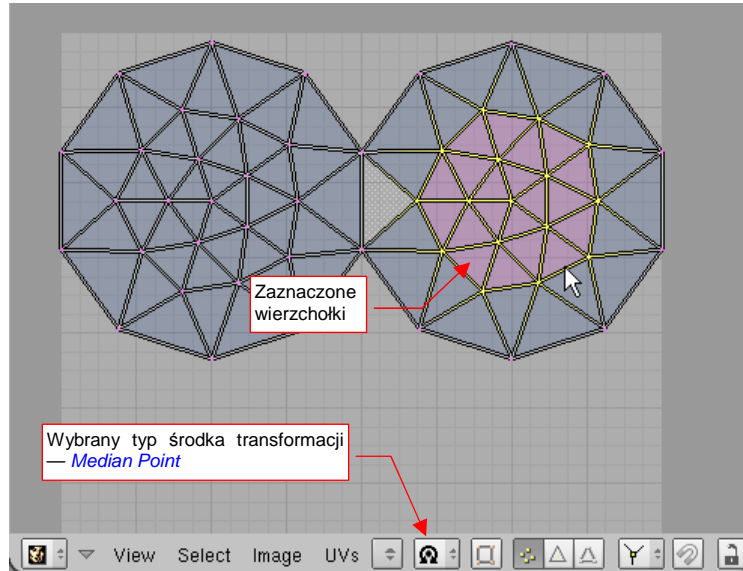 Zaznaczone
wierzchołki
Wybrany typ środka transformacji
— Median Point
View Select Image UVs